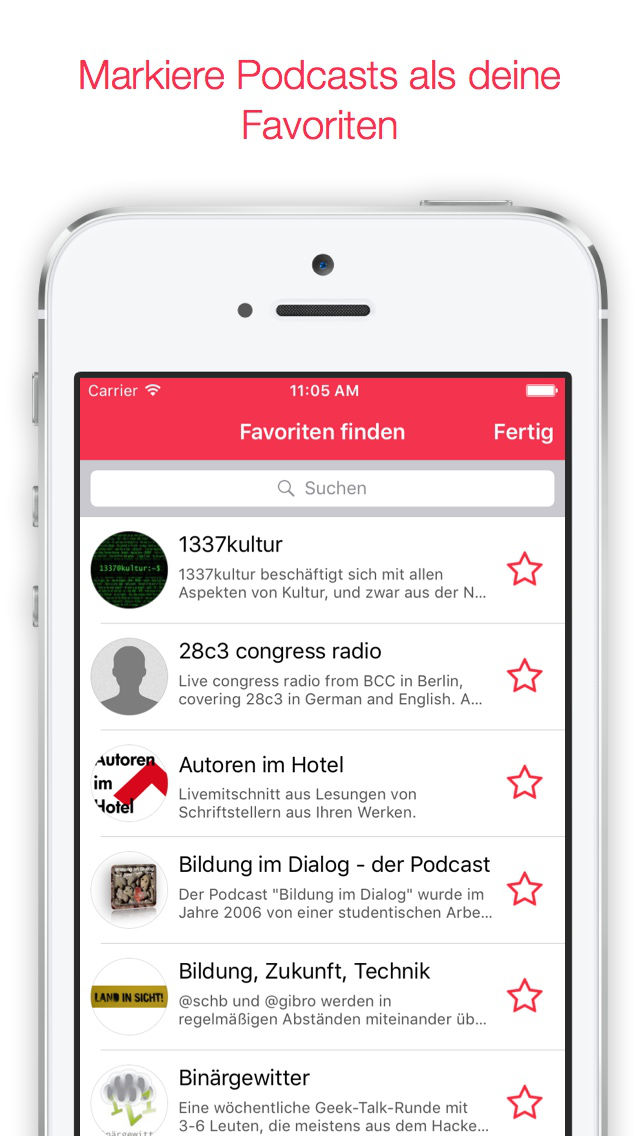 Markiere Podcasts als deine
Favoriten
Carrier
11:05 AM
Favoriten finden
Fertig
Suchen
13370kultur:~$
1337kultur
1337kultur beschäftigt sich mit allen
Aspekten von Kultur, und zwar aus der N...
28c3 congress radio
Live congress radio from BCC in Berlin,
covering 28c3 in German and English. A...
Autoren
im
Hotel
Autoren im Hotel
Livemitschnitt aus Lesungen von
Schriftstellern aus Ihren Werken.
Bildung im Dialog - der Podcast
Der Podcast "Bildung im Dialog" wurde im
Jahre 2006 von einer studentischen Arbe...
LAND IN SICHT!
Bildung, Zukunft, Technik
@schb und @gibro werden in
regelmäßigen Abständen miteinander üb...
Binärgewitter
Eine wöchentliche Geek-Talk-Runde mit
3-6 Leuten, die meistens aus dem Hacke...